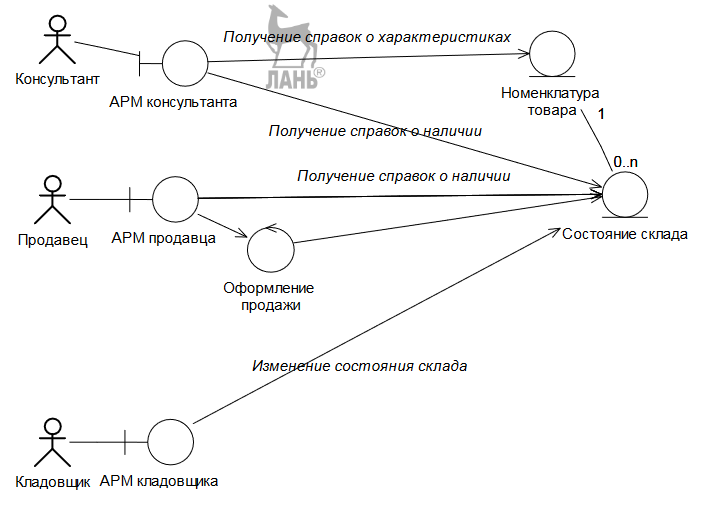 Получение справок о характеристиках
ЛАНЬ®
Консультант
АРМ консультанта
Номенклатура
товара
1
Получение справок о наличии
0..n
Получение справок о наличии
Продавец
АРМ продавца
Состояние склада
Оформление
продажи
Изменение состояния склада
Кладовщик
АРМ кладовщика